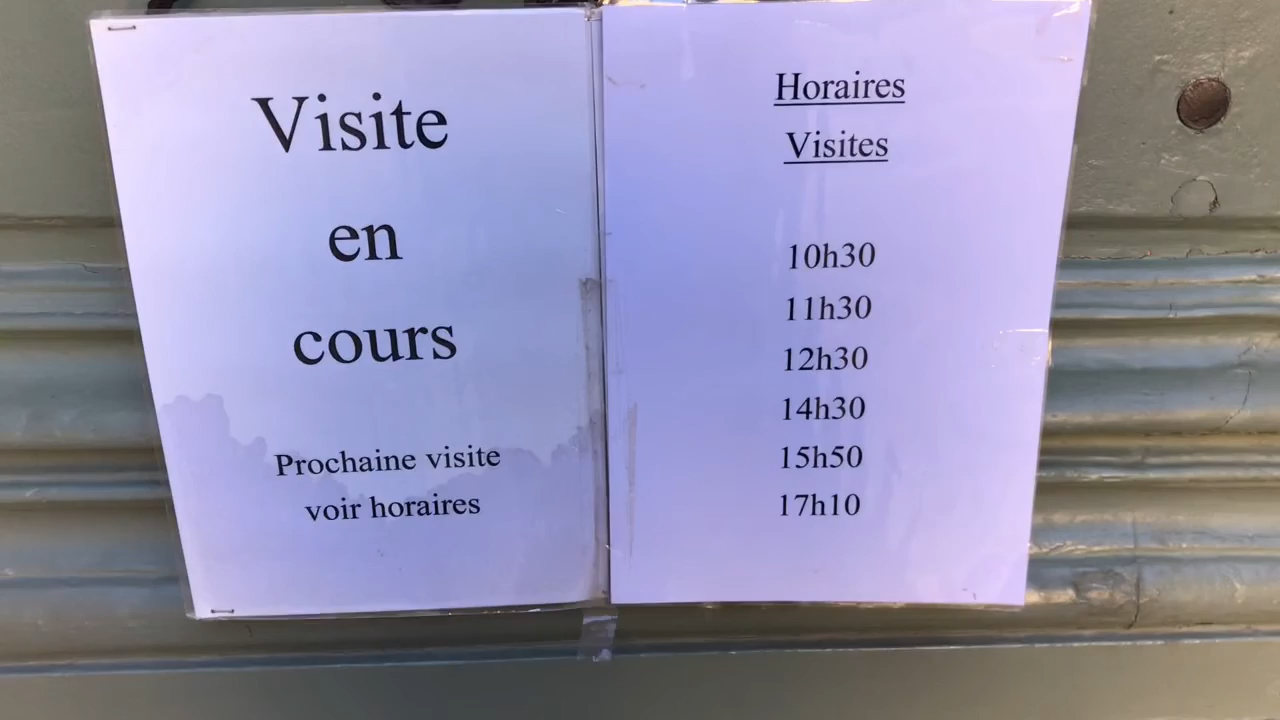 Visite
en
cours
Prochaine visite
voir horaires
Horaires
Visites
10h30
11h30
12h30
14h30
15h50
17h10